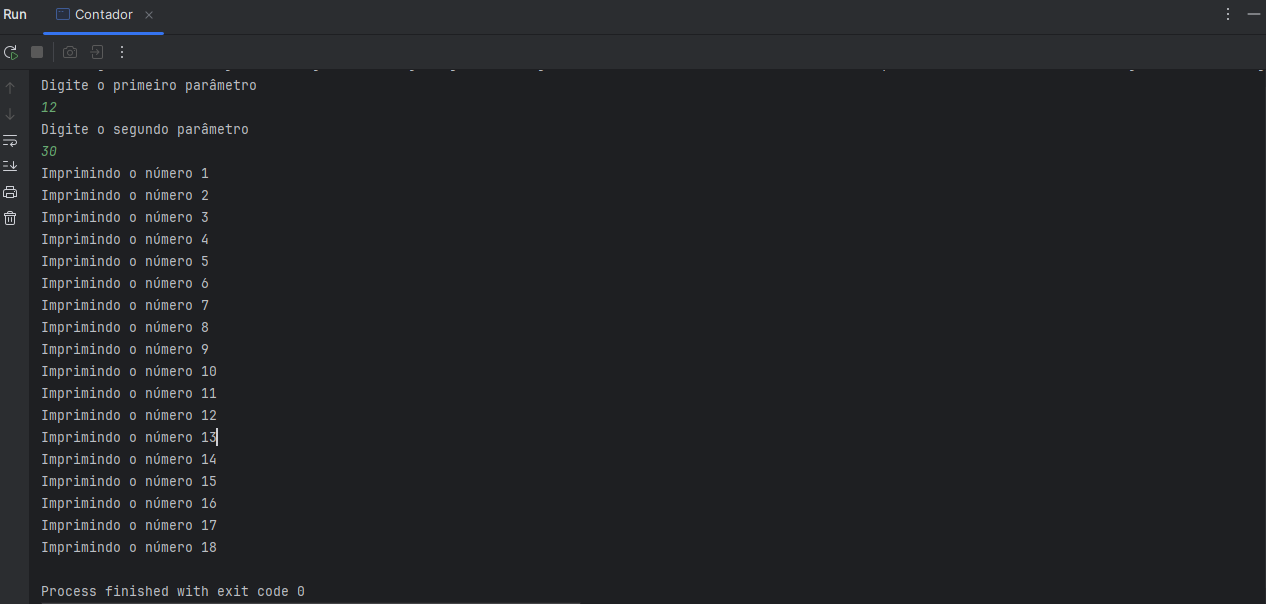 Run Contador
Digite o primeiro parâmetro
12
Digite o segundo parâmetro
30
Imprimindo o número 1
Imprimindo o número 2
Imprimindo o número 3
Imprimindo o número 4
Imprimindo o número 5
Imprimindo o número 6
Imprimindo o número 7
Imprimindo o número 8
Imprimindo o número 9
Imprimindo o número 10
Imprimindo o número 11
Imprimindo o número 12
Imprimindo o número 13
Imprimindo o número 14
Imprimindo o número 15
Imprimindo o número 16
Imprimindo o número 17
Imprimindo o número 18
Process finished with exit code 0